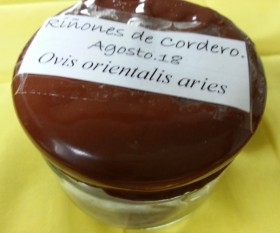 Riñones de Cordero.
Agosto.18
Ovis orientalis aries